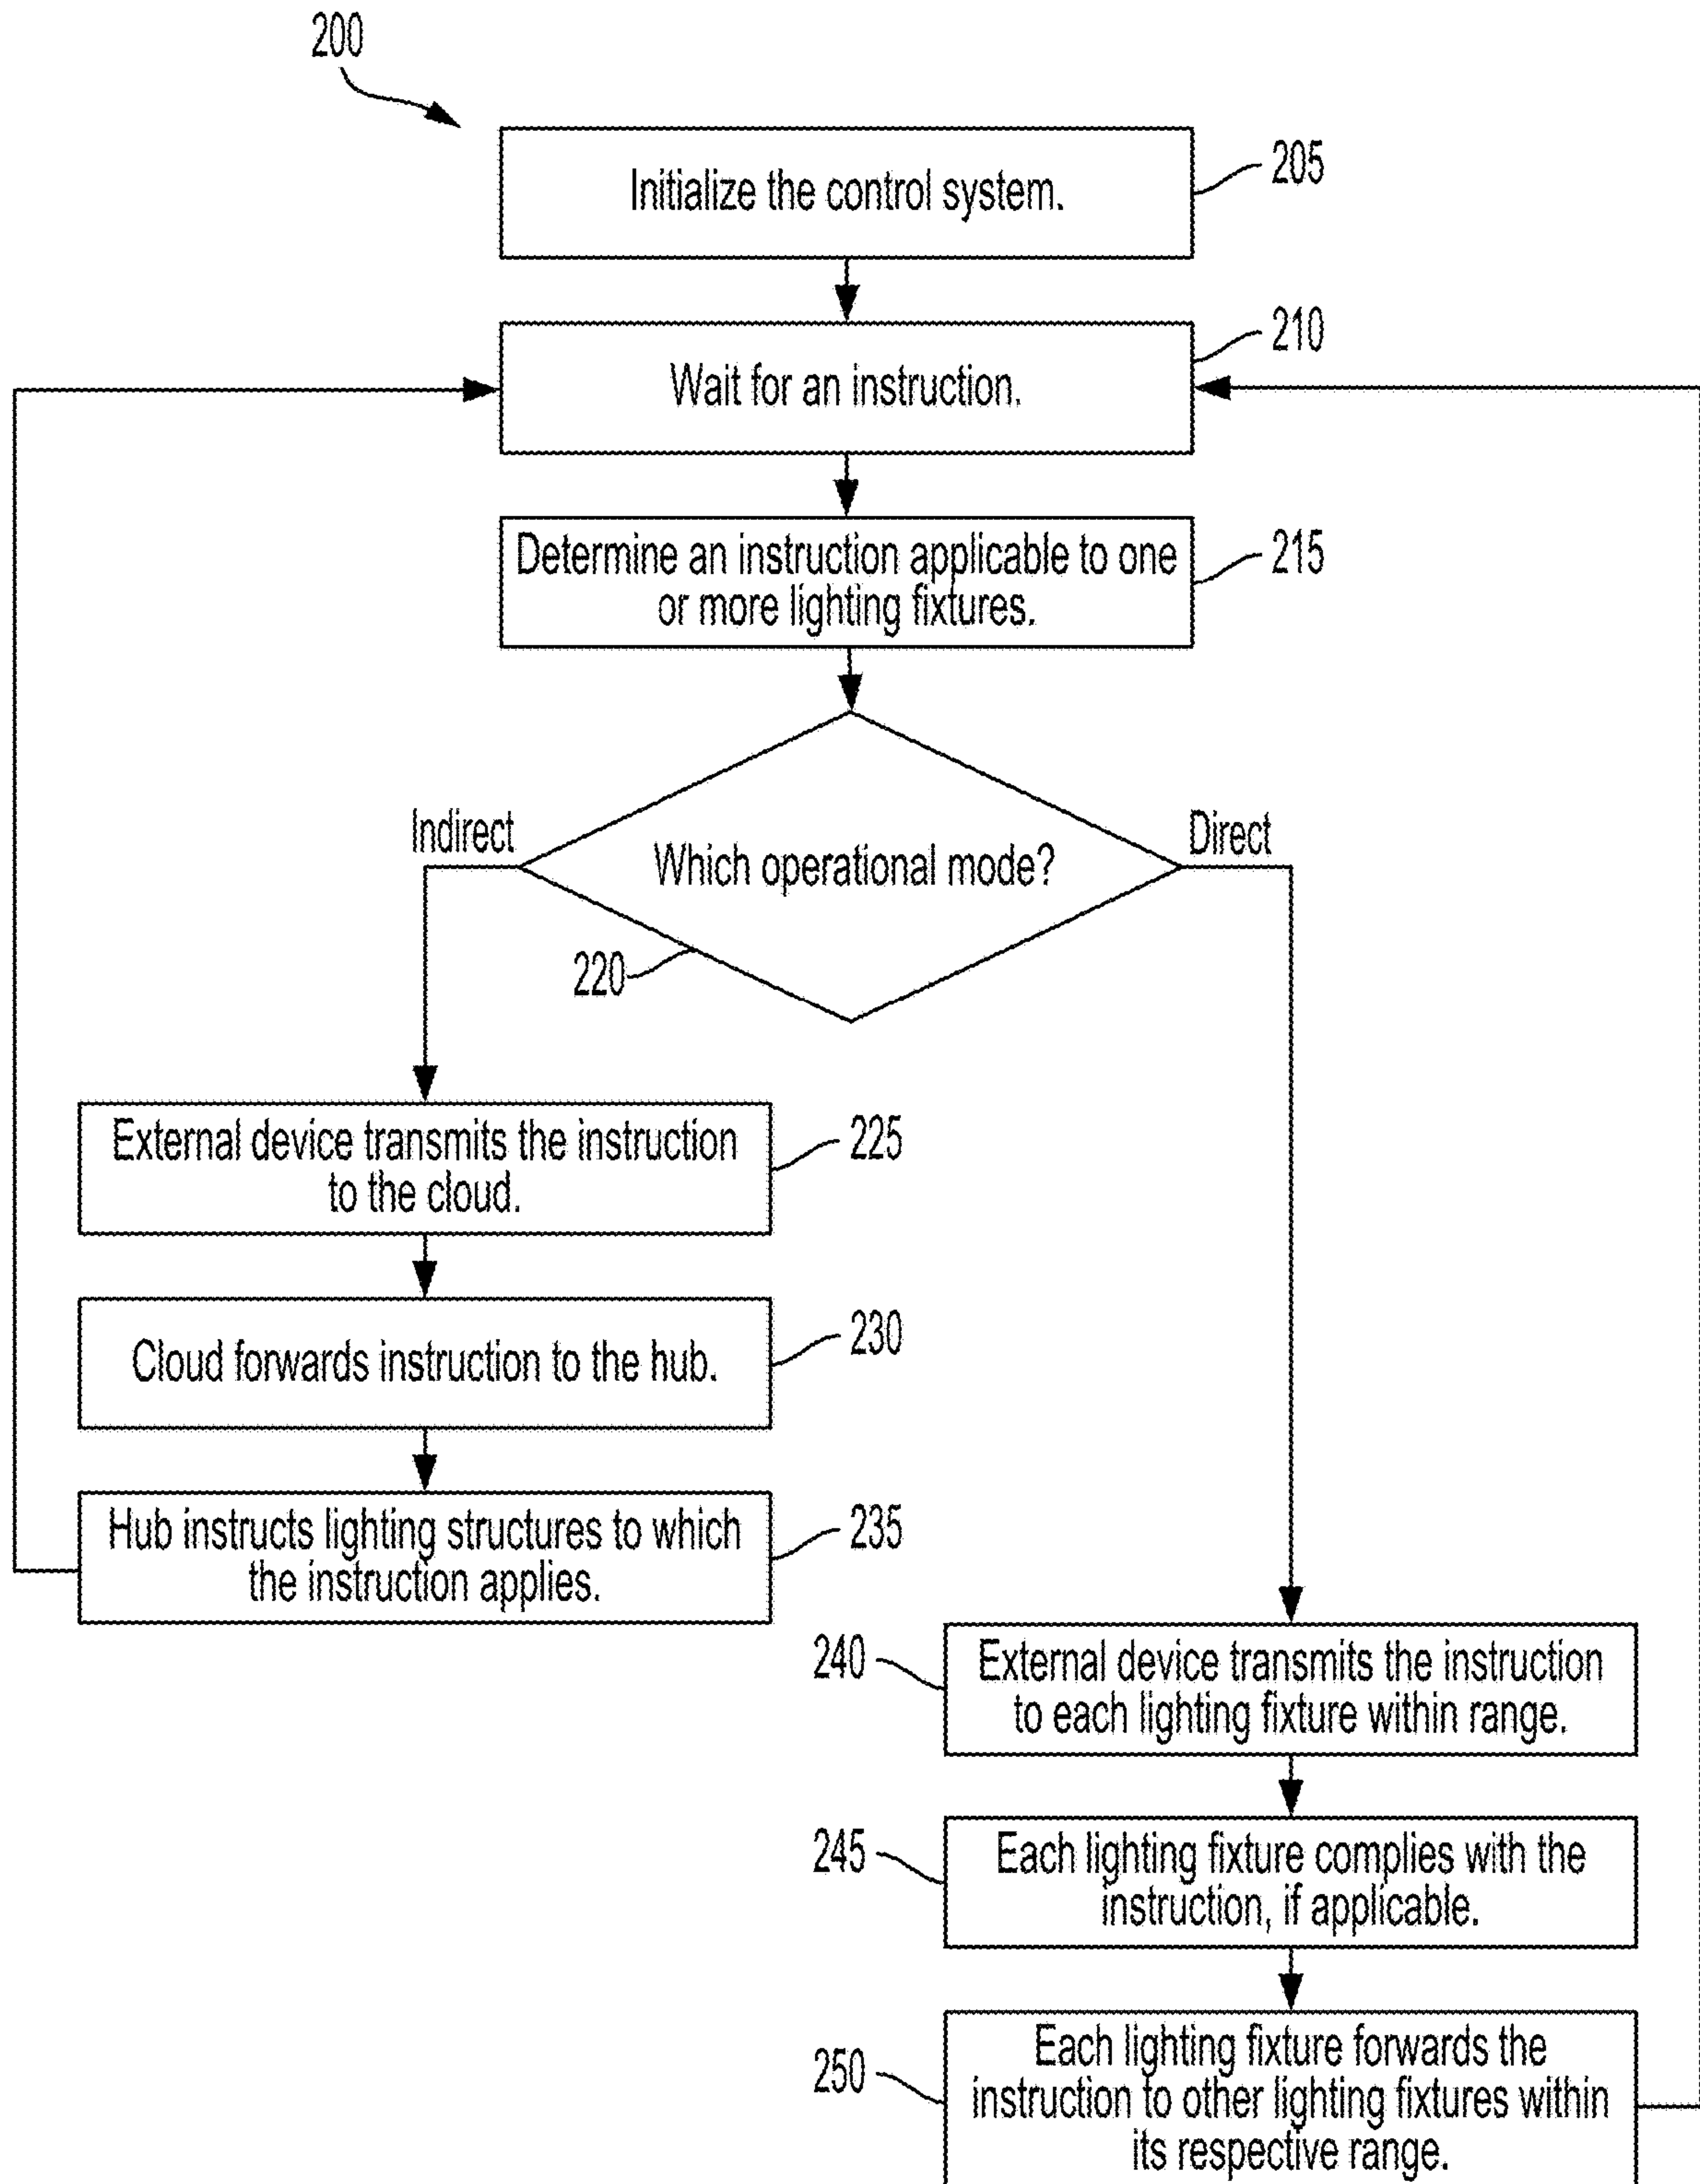 200
Initialize the control system.
205
Wait for an instruction.
210
Determine an instruction applicable to one
or more lighting fixtures.
215
Indirect
Which operational mode?
Direct
220
External device transmits the instruction
to the cloud.
225
Cloud forwards instruction to the hub.
230
Hub instructs lighting structures to which
the instruction applies.
235
240
External device transmits the instruction
to each lighting fixture within range.
245
Each lighting fixture complies with the
instruction, if applicable.
250
Each lighting fixture forwards the
instruction to other lighting fixtures within
its respective range.